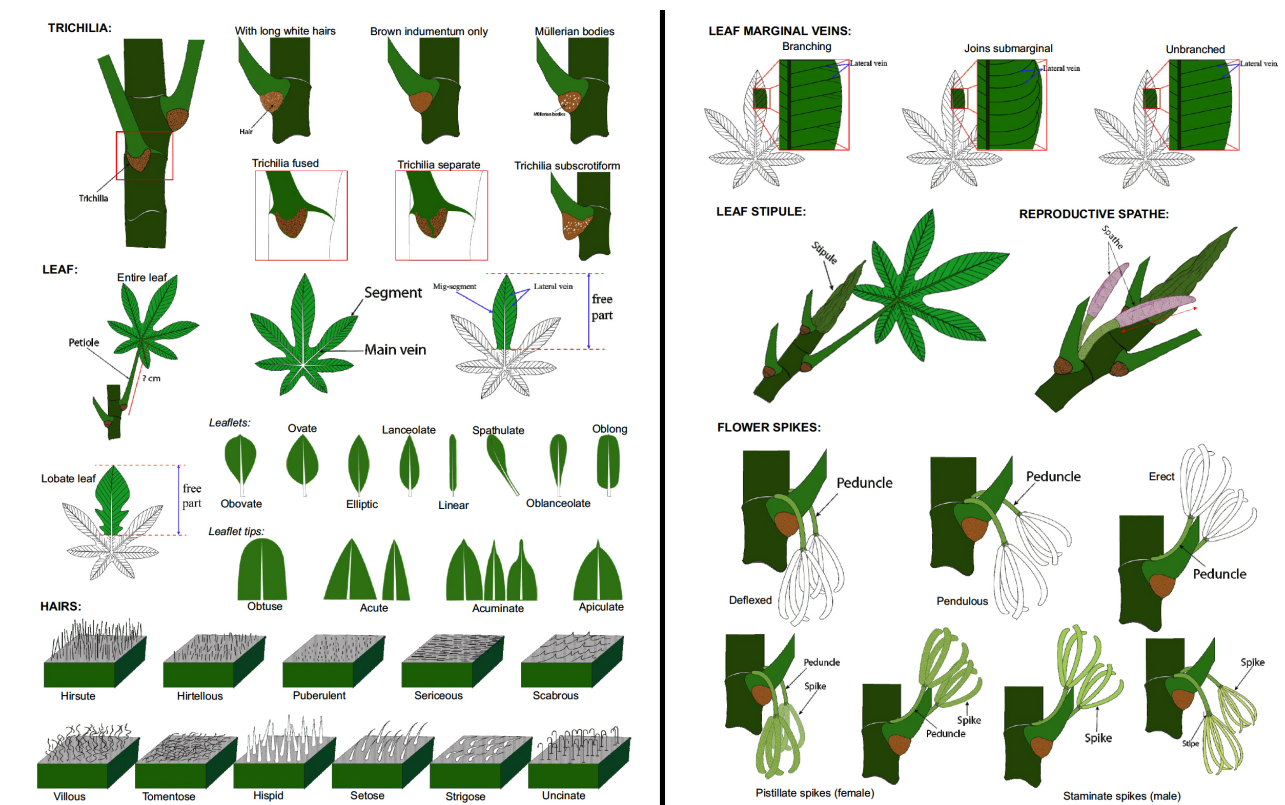 TRICHILIA:
With long white hairs
Brown indumentum only
Müllerian bodies
Hair
Müllerian bodies
Trichilia
Trichilia fused
Trichilia separate
Trichilia subscrotiform
LEAF:
Entire leaf
Petiole
? cm
Segment
Main vein
Mig-segment
Lateral vein
free
part
Lobate leaf
free
part
Leaflets:
Obovate
Ovate
Elliptic
Lanceolate
Linear
Spathulate
Oblanceolate
Oblong
Leaflet tips:
Obtuse
Acute
Acuminate
Apiculate
HAIRS:
Hirsute
Hirtellous
Puberulent
Sericeous
Scabrous
Villous
Tomentose
Hispid
Setose
Strigose
Uncinate
LEAF MARGINAL VEINS:
Branching
Lateral vein
Joins submarginal
Lateral vein
Unbranched
Lateral vein
LEAF STIPULE:
Stipule
REPRODUCTIVE SPATHE:
Spathe
FLOWER SPIKES:
Peduncle
Deflexed
Peduncle
Pendulous
Erect
Peduncle
Peduncle
Spike
Spike
Peduncle
Pistillate spikes (female)
Spike
Spike
Stipe
Staminate spikes (male)